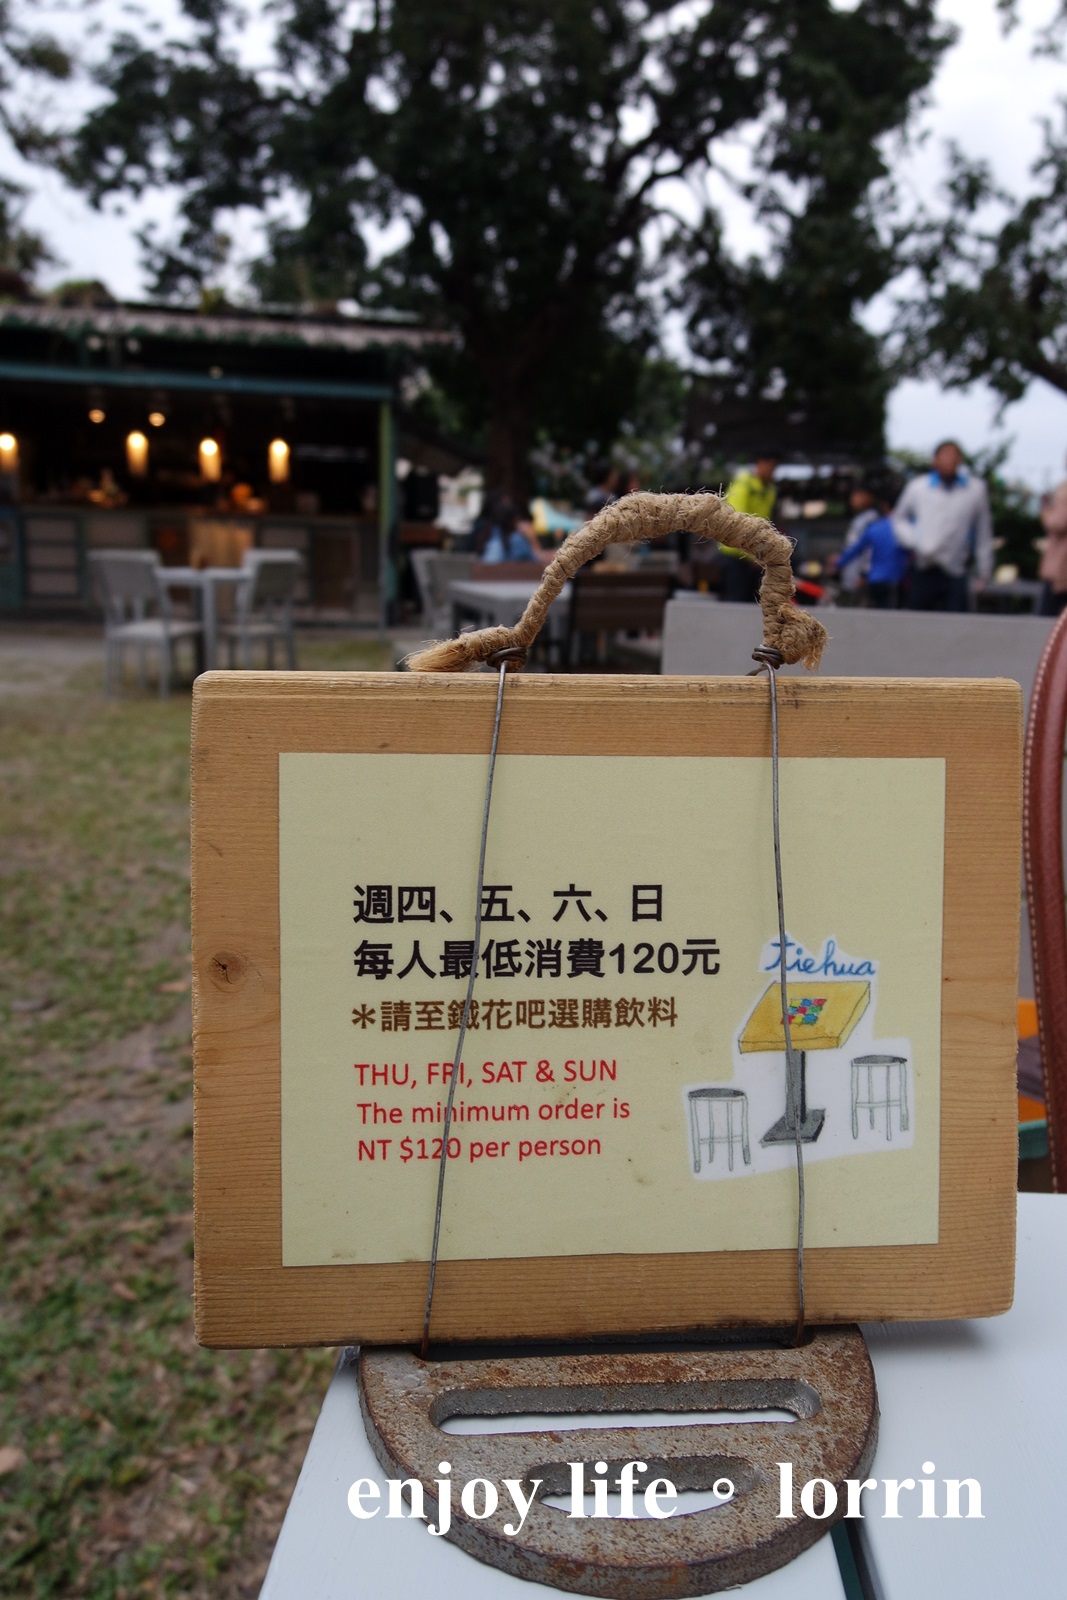 週四、五、六、日
每人最低消費120元
＊請至鐵花吧選購飲料
THU, FRI, SAT & SUN
The minimum order is
NT $120 per person
tiehua
enjoy life。lorrin